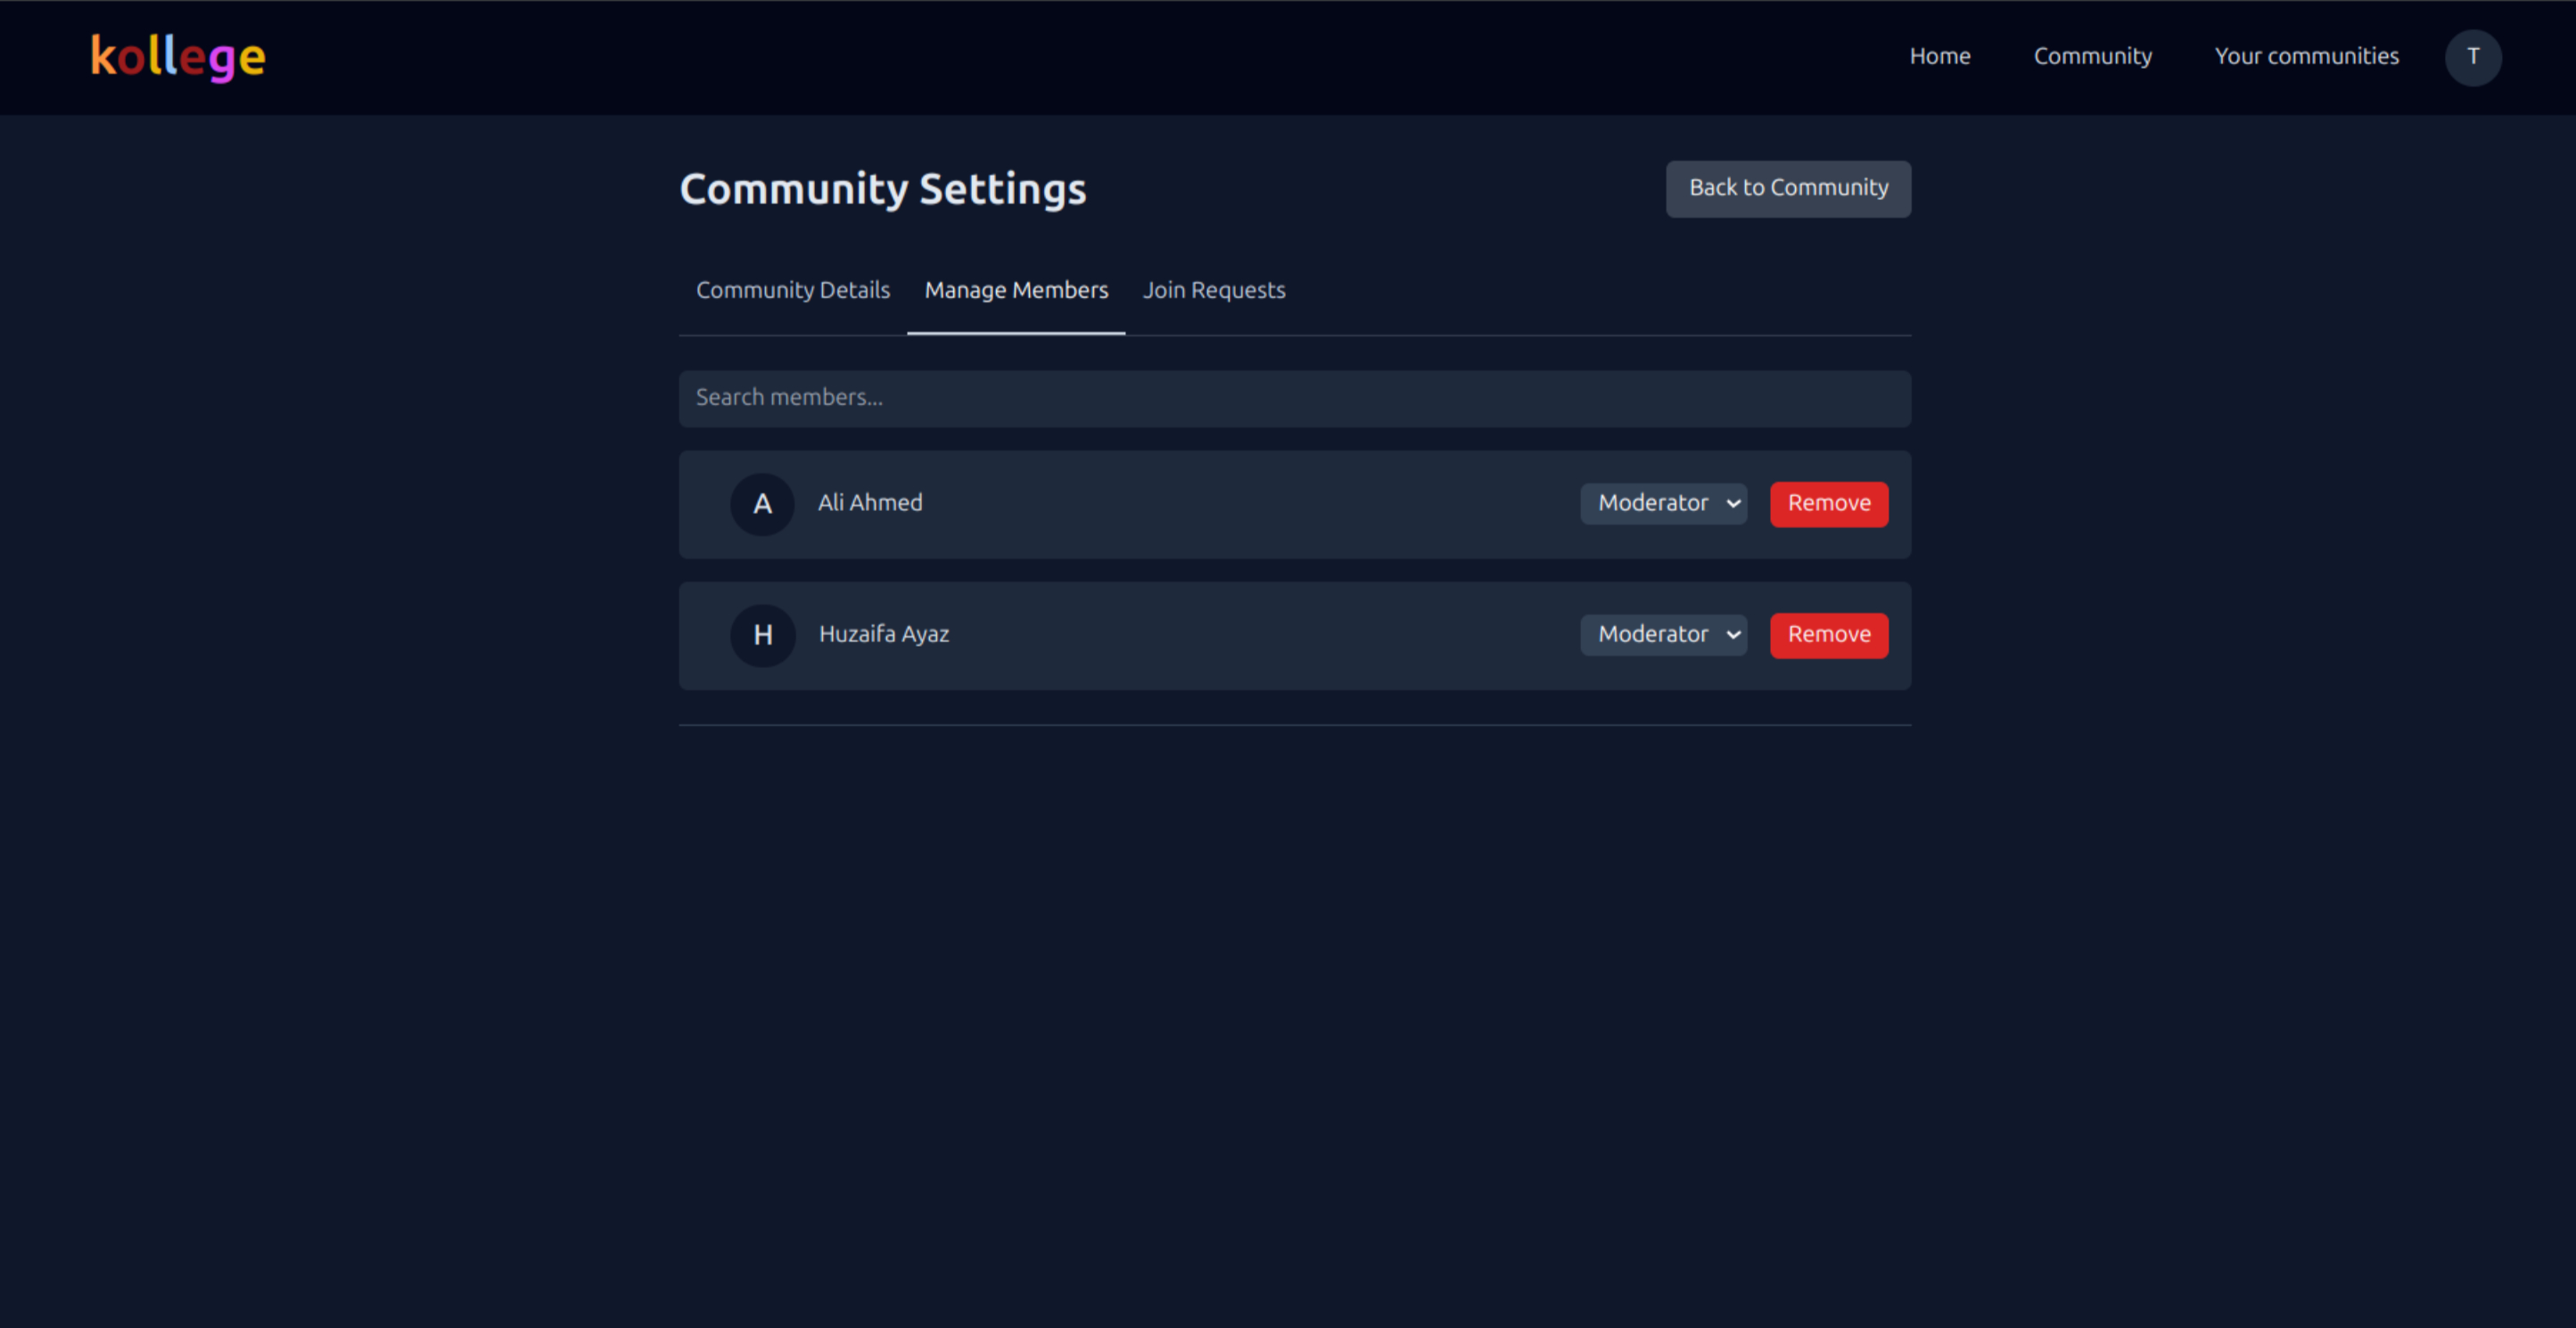 kollege
Home Community Your communities T
Community Settings Back to Community
Community Details Manage Members Join Requests
Search members...
A Ali Ahmed Moderator Remove
H Huzaifa Ayaz Moderator Remove